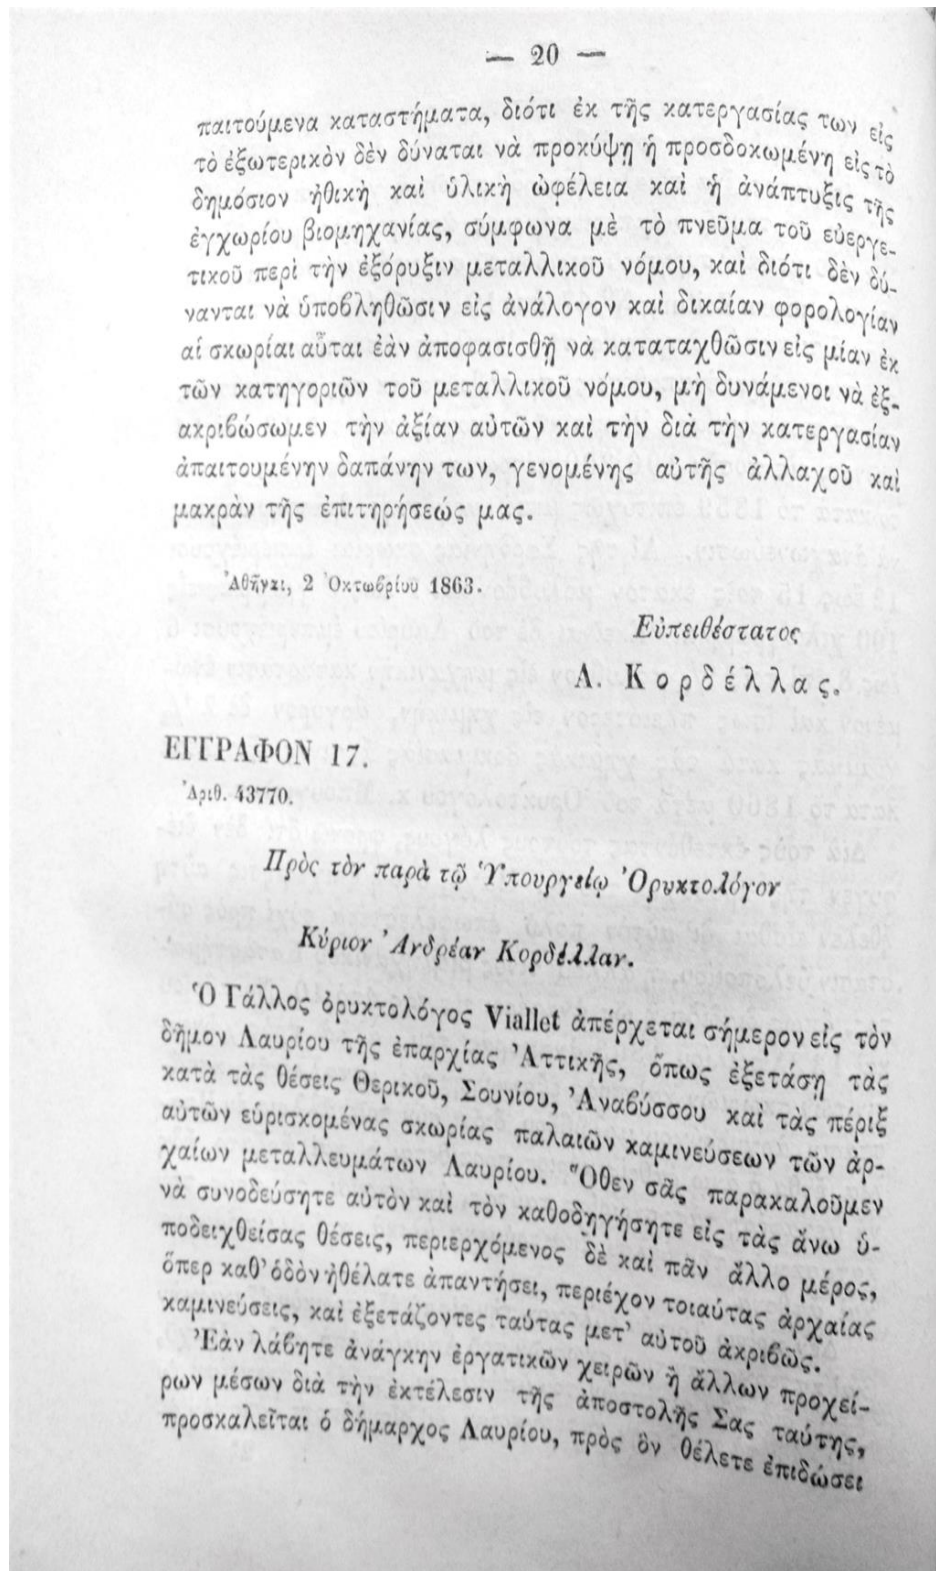 — 20 —
παιτούμενα καταστήματα, διότι ἐκ τῆς κατεργασίας των εἰς
τὸ ἐξωτερικὸν δὲν δύναται νὰ προκύψῃ ἡ προσδοκωμένη εἰς τὸ
δημόσιον ἠθικὴ καὶ ὑλικὴ ὠφέλεια καὶ ἡ ἀνάπτυξις τῆς
ἐγχωρίου βιομηχανίας, σύμφωνα μὲ τὸ πνεῦμα τοῦ εὐεργε-
τικοῦ περὶ τὴν ἐξόρυξιν μεταλλικοῦ νόμου, καὶ διότι δὲν δύ-
νανται νὰ ὑποβληθῶσιν εἰς ἀνάλογον καὶ δικαίαν φορολογίαν
αἱ σκωρίαι αὗται ἐὰν ἀποφασισθῇ νὰ καταταχθῶσιν εἰς μίαν ἐκ
τῶν κατηγοριῶν τοῦ μεταλλικοῦ νόμου, μὴ δυνάμενοι νὰ ἐξ-
ακριβώσωμεν τὴν ἀξίαν αὐτῶν καὶ τὴν διὰ τὴν κατεργασίαν
ἀπαιτουμένην δαπάνην των, γενομένης αὐτῆς ἀλλαχοῦ καὶ
μακρὰν τῆς ἐπιτηρήσεώς μας.
Ἀθῆναι, 2 Ὀκτωβρίου 1863.
Εὐπειθέστατος
Α. Κορδέλλας.
ΕΓΓΡΑΦΟΝ 17.
Ἀριθ. 43770.
Πρὸς τὸν παρὰ τῷ Ὑπουργείῳ Ὀρυκτολόγον
Κύριον Ἀνδρέαν Κορδέλλαν.
Ὁ Γάλλος ὀρυκτολόγος Viallet ἀπέρχεται σήμερον εἰς τὸν
δῆμον Λαυρίου τῆς ἐπαρχίας Ἀττικῆς, ὅπως ἐξετάσῃ τὰς
κατὰ τὰς θέσεις Θερικοῦ, Σουνίου, Ἀναβύσσου καὶ τὰς πέριξ
αὐτῶν εὑρισκομένας σκωρίας παλαιῶν καμινεύσεων τῶν ἀρ-
χαίων μεταλλευμάτων Λαυρίου. Ὅθεν σᾶς παρακαλοῦμεν
νὰ συνοδεύσητε αὐτὸν καὶ τὸν καθοδηγήσητε εἰς τὰς ἄνω ὑ-
ποδειχθείσας θέσεις, περιερχόμενος δὲ καὶ πᾶν ἄλλο μέρος,
ὅπερ καθ’ ὁδὸν ἠθέλατε ἀπαντήσει, περιέχον τοιαύτας ἀρχαίας
καμινεύσεις, καὶ ἐξετάζοντες ταύτας μετ’ αὐτοῦ ἀκριβῶς.
Ἐὰν λάβητε ἀνάγκην ἐργατικῶν χειρῶν ἢ ἄλλων προχεί-
ρων μέσων διὰ τὴν ἐκτέλεσιν τῆς ἀποστολῆς Σας ταύτης,
προσκαλεῖται ὁ δήμαρχος Λαυρίου, πρὸς ὃν θέλετε ἐπιδώσει